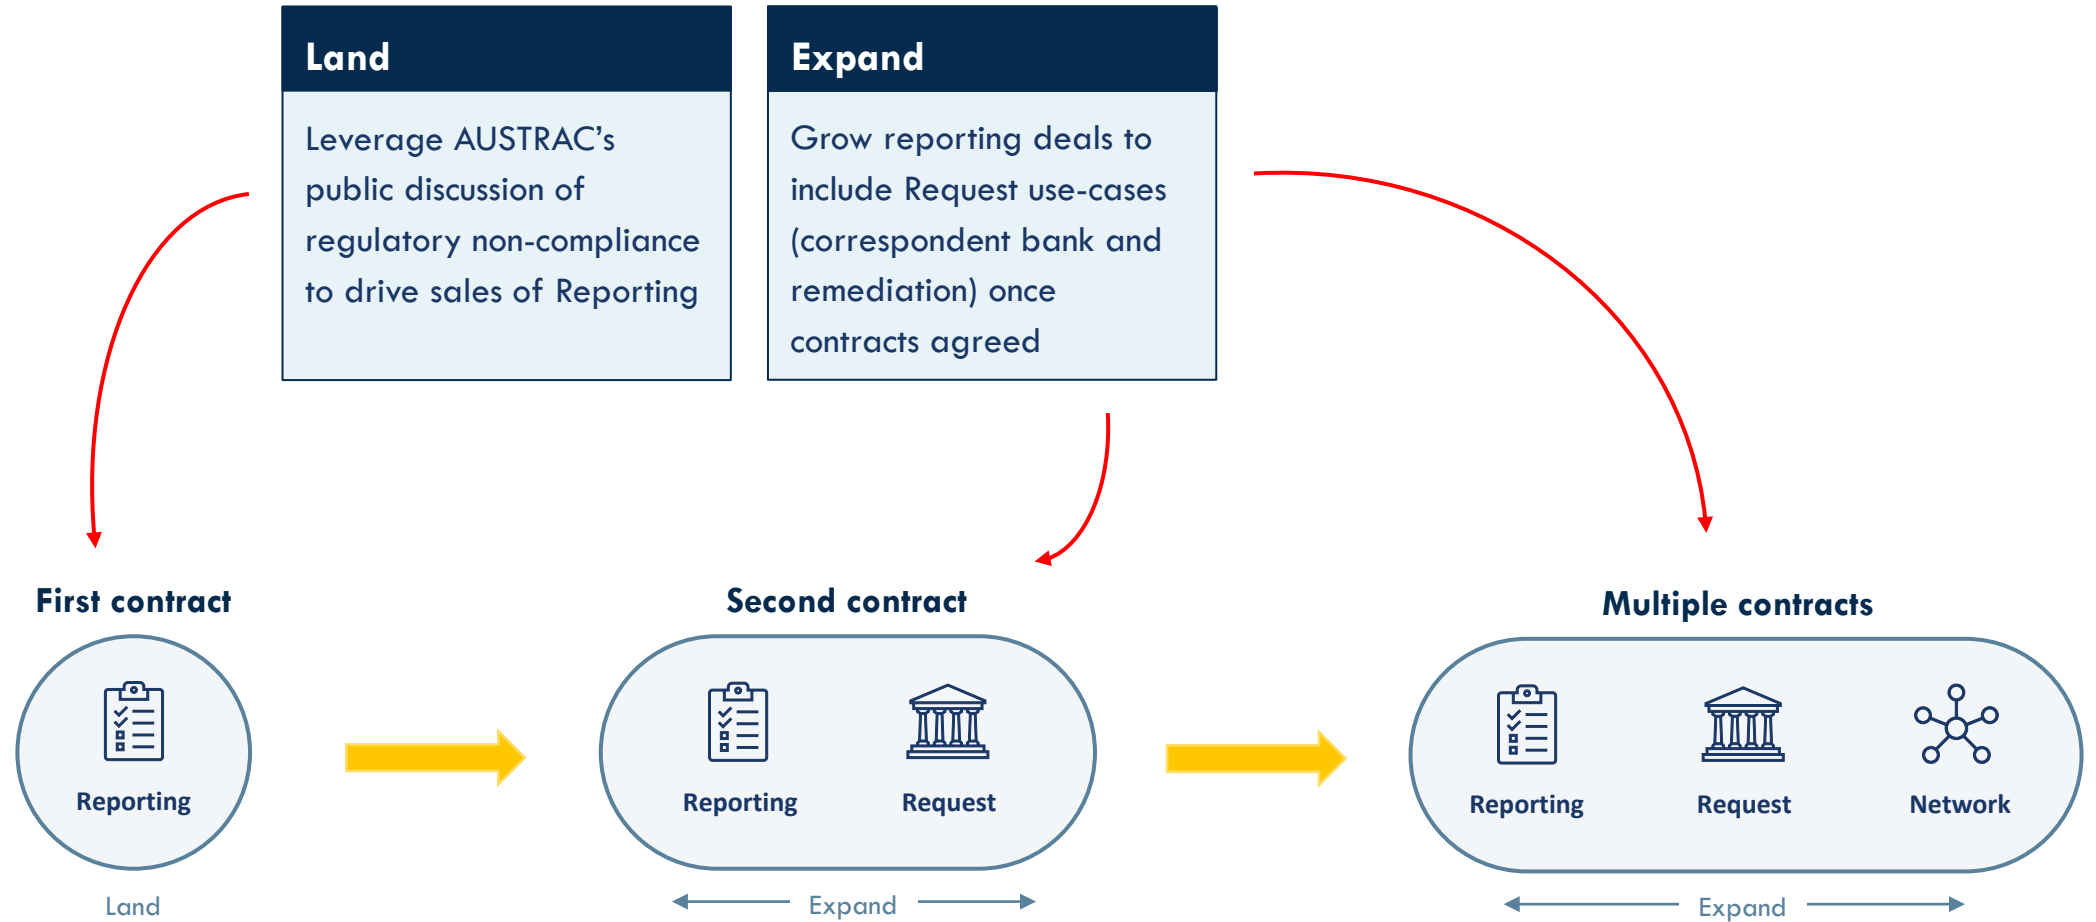 Land
Leverage AUSTRAC’s
public discussion of
regulatory non-compliance
to drive sales of Reporting
Expand
Grow reporting deals to
include Request use-cases
(correspondent bank and
remediation) once
contracts agreed
First contract
Reporting
Land
Second contract
Reporting
Request
Expand
Multiple contracts
Reporting
Request
Network
Expand